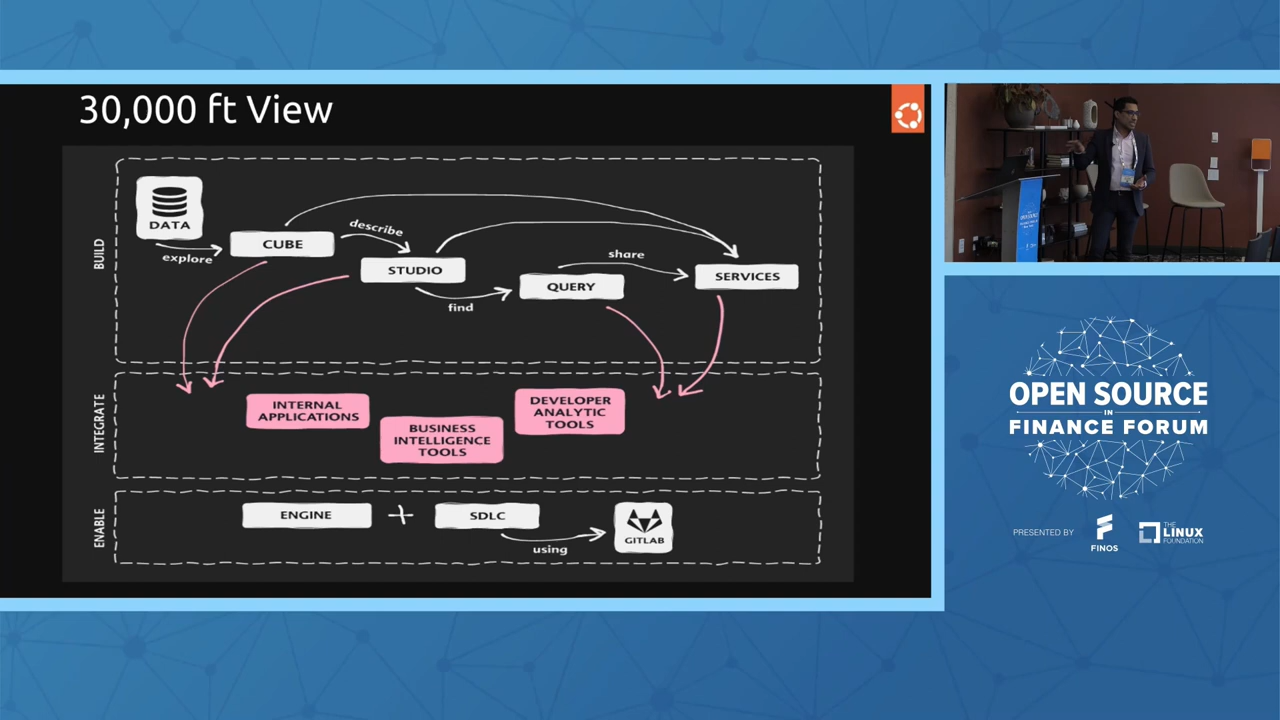 30,000 ft View
BUILD
DATA
explore
CUBE
describe
STUDIO
find
QUERY
share
SERVICES
INTEGRATE
INTERNAL
APPLICATIONS
BUSINESS
INTELLIGENCE
TOOLS
DEVELOPER
ANALYTIC
TOOLS
ENABLE
ENGINE
+
SDLC
using
GITLAB
OPEN SOURCE
IN
FINANCE FORUM
PRESENTED BY
FINOS
THE
LINUX
FOUNDATION